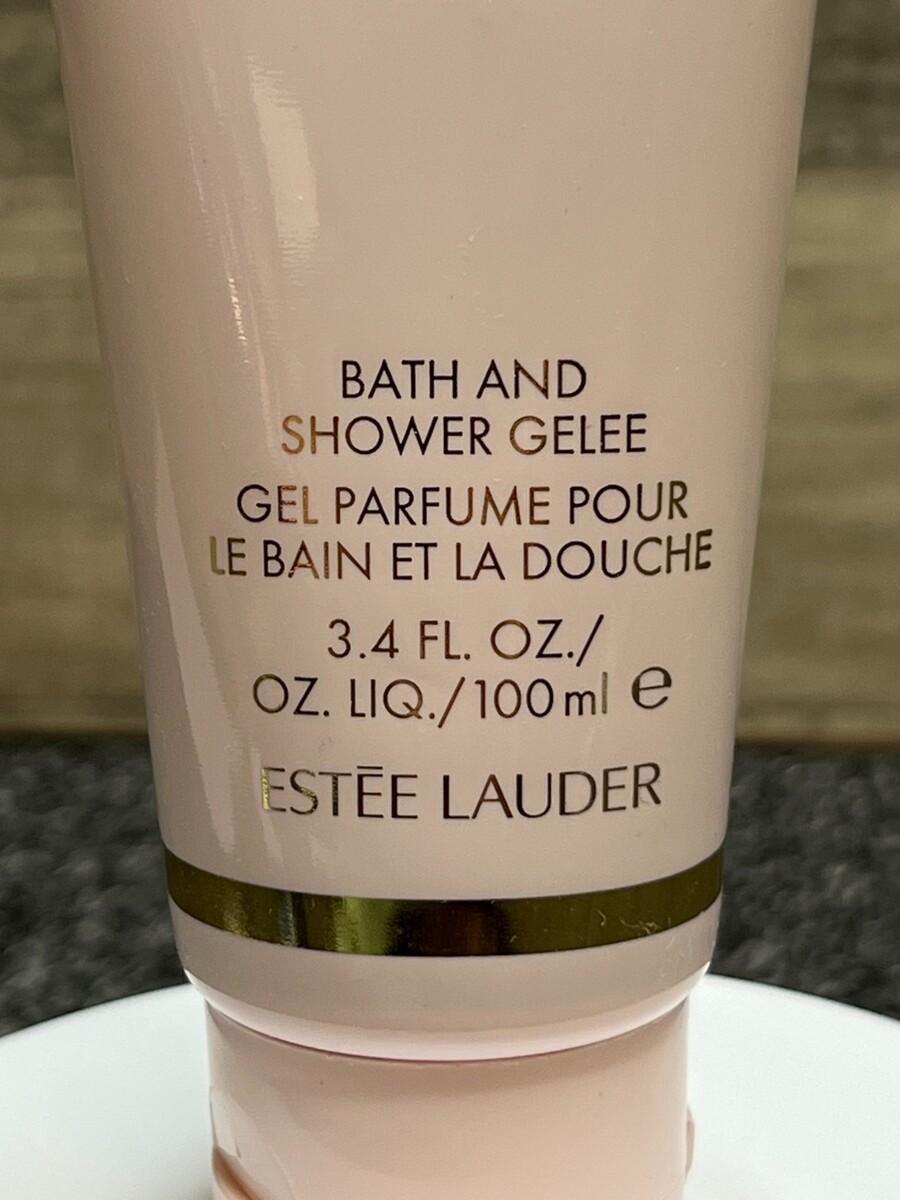 BATH AND
SHOWER GELEE
GEL PARFUME POUR
LE BAIN ET LA DOUCHE
3.4 FL. OZ./
OZ. LIQ./100 ml ℮
ESTĒE LAUDER